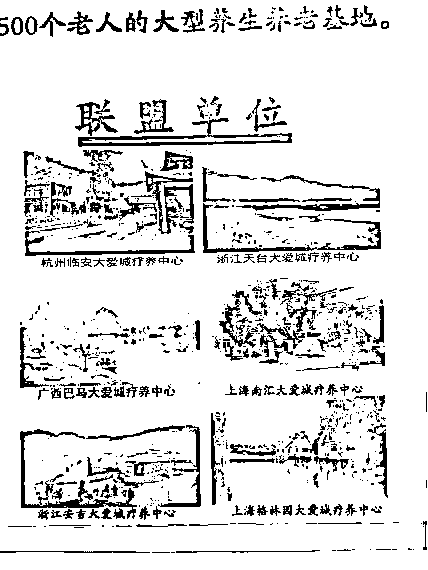 500个老人的大型养生养老基地。
联盟单位
杭州临安大爱城疗养中心
浙江天台大爱城疗养中心
广西巴马大爱城疗养中心
上海南汇大爱城疗养中心
浙江安吉大爱城疗养中心
上海格林园大爱城疗养中心